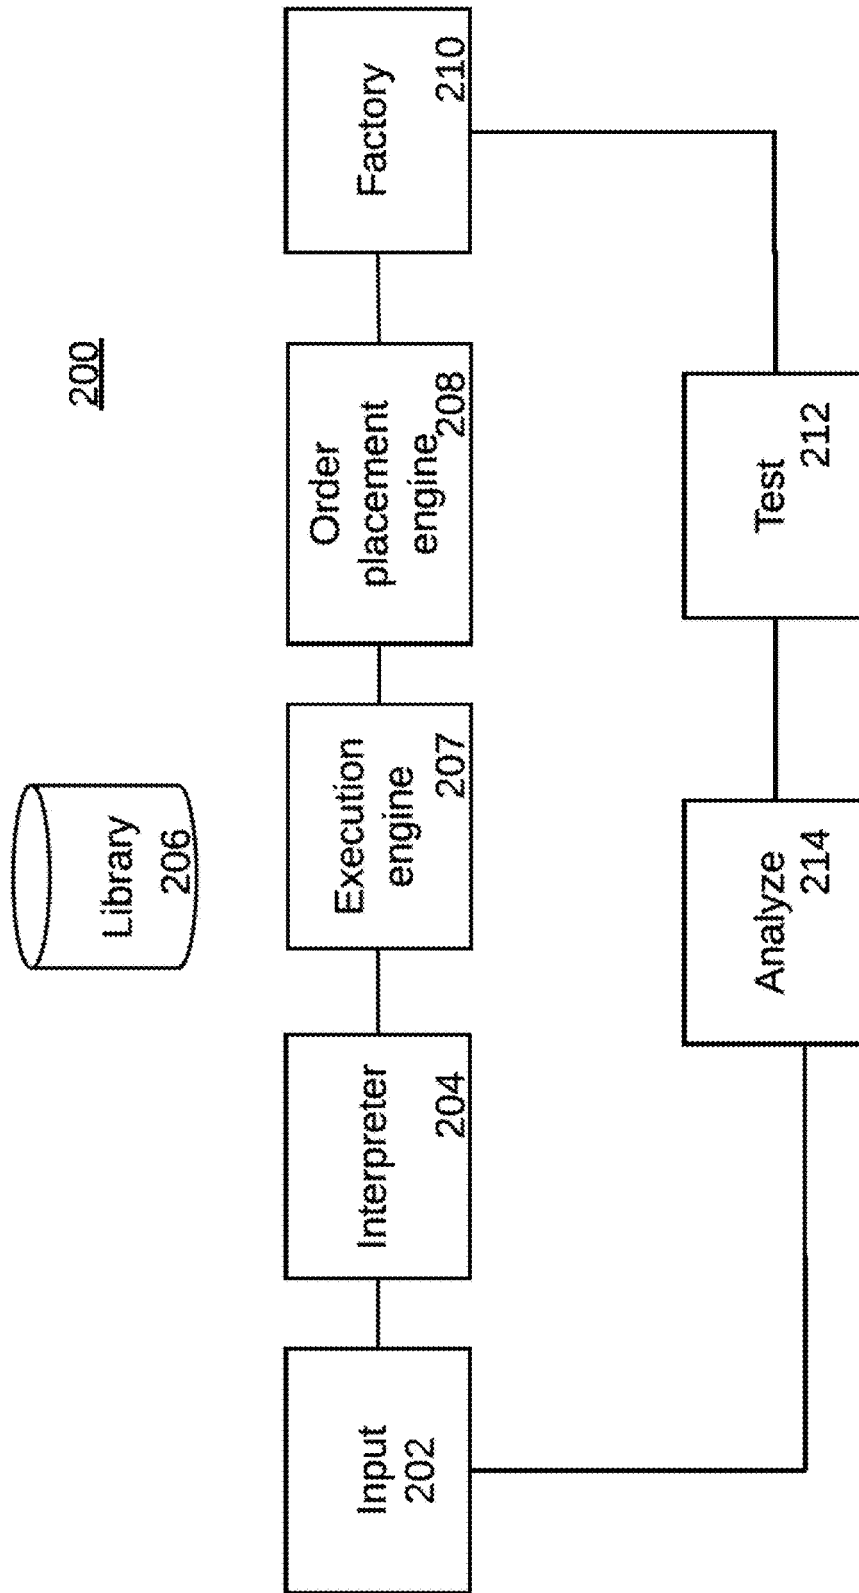 200
Library
206
Input
202
Interpreter
204
Execution
engine
207
Order
placement
engine
208
Factory
210
Analyze
214
Test
212